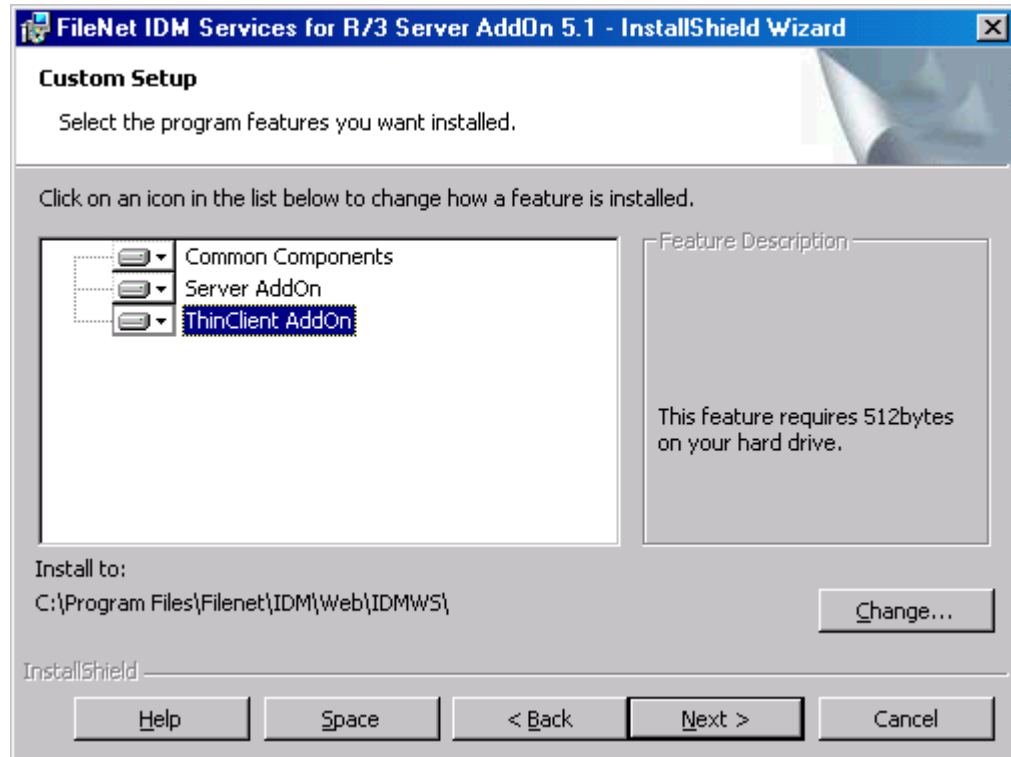 FileNet IDM Services for R/3 Server AddOn 5.1 - InstallShield Wizard
Custom Setup
Select the program features you want installed.
Click on an icon in the list below to change how a feature is installed.
Common Components
Server AddOn
ThinClient AddOn
Feature Description
This feature requires 512bytes
on your hard drive.
Install to:
C:\Program Files\Filenet\IDM\Web\IDMWS\
Change...
InstallShield
Help
Space
< Back
Next >
Cancel